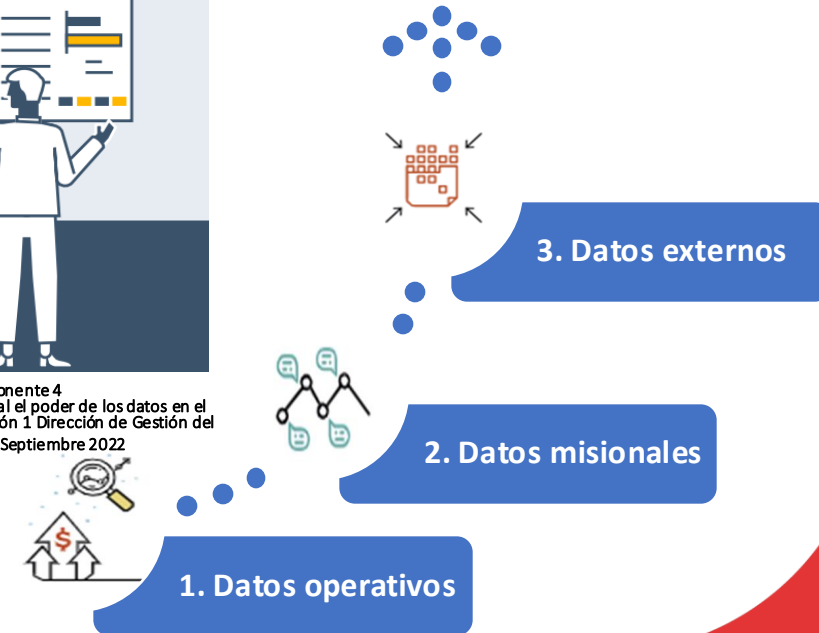 3. Datos externos
onente 4
al el poder de los datos en el
ón 1 Dirección de Gestión del
Septiembre 2022
2. Datos misionales
$
1. Datos operativos